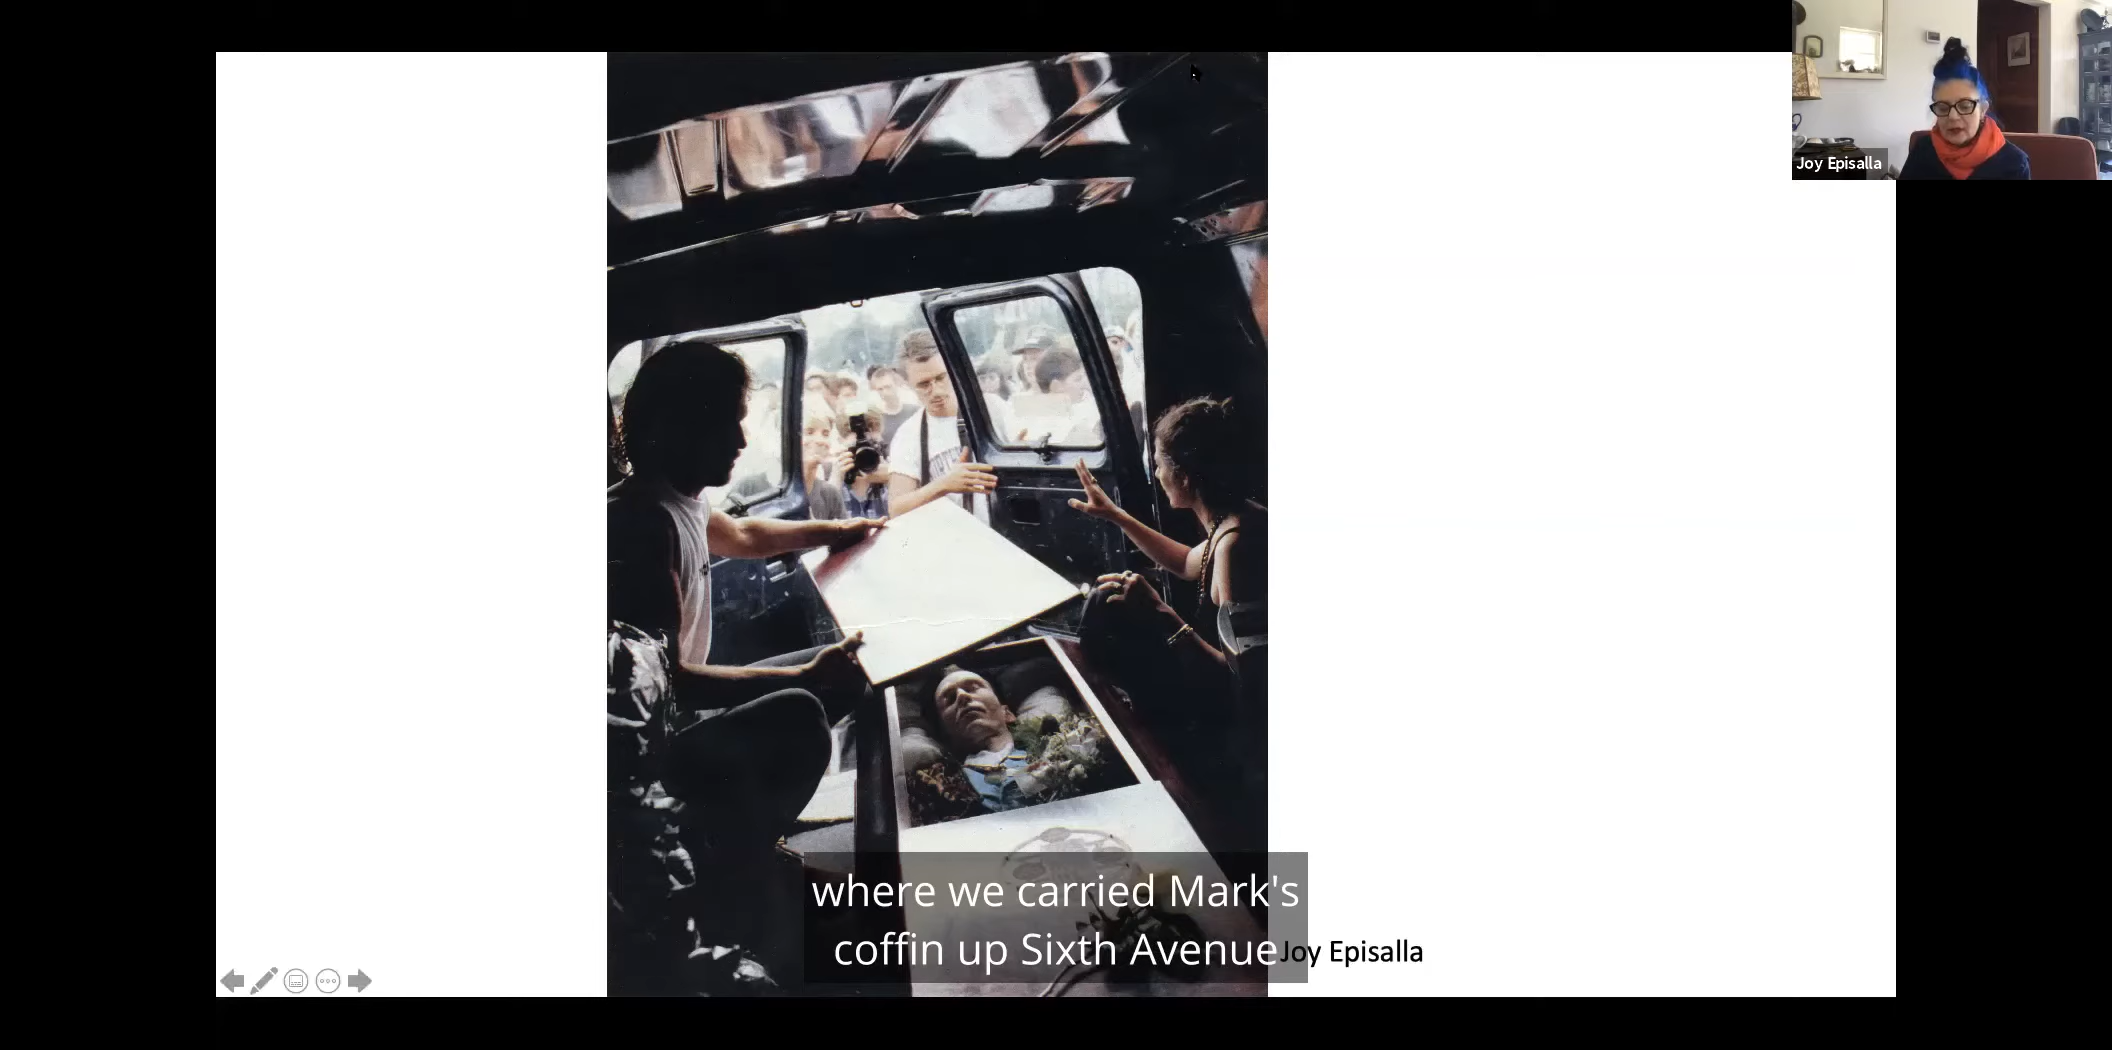 Joy Episalla
where we carried Mark's
coffin up Sixth Avenue
Joy Episalla